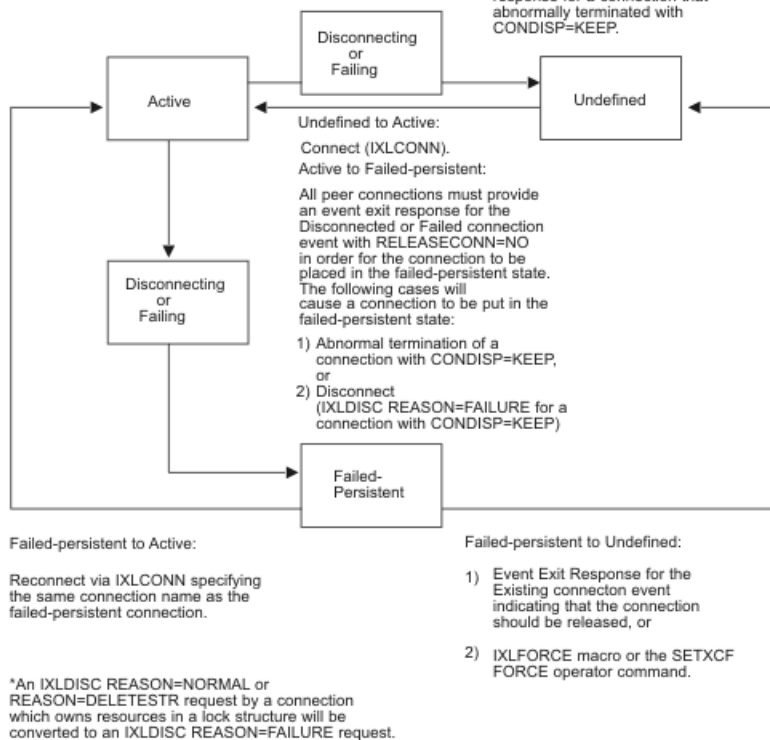 abnormally terminated with
CONDISP=KEEP.
Disconnecting
or
Failing
Active
Undefined
Undefined to Active:
Connect (IXLCONN).
Active to Failed-persistent:
All peer connections must provide
an event exit response for the
Disconnected or Failed connection
event with RELEASECONN=NO
in order for the connection to be
placed in the failed-persistent state.
The following cases will
cause a connection to be put in the
failed-persistent state:
1) Abnormal termination of a
connection with CONDISP=KEEP,
or
2) Disconnect
(IXLDISC REASON=FAILURE for a
connection with CONDISP=KEEP)
Disconnecting
or
Failing
Failed-
Persistent
Failed-persistent to Active:
Reconnect via IXLCONN specifying
the same connection name as the
failed-persistent connection.
Failed-persistent to Undefined:
1) Event Exit Response for the
Existing connecton event
indicating that the connection
should be released, or
2) IXLFORCE macro or the SETXCF
FORCE operator command.
*An IXLDISC REASON=NORMAL or
REASON=DELETESTR request by a connection
which owns resources in a lock structure will be
converted to an IXLDISC REASON=FAILURE request.